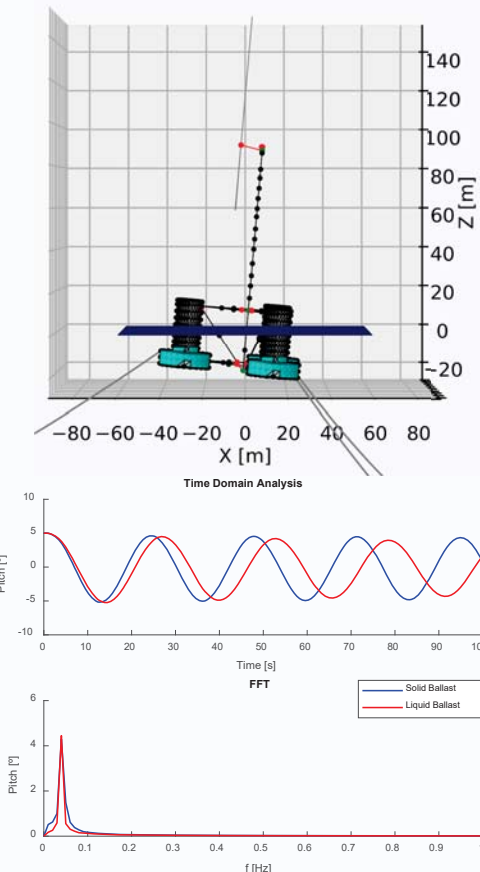 140
120
100
80
60
40
20
0
−20
Z [m]
−80 −60 −40 −20 0 20 40 60 80
X [m]
Time Domain Analysis
10
5
0
-5
-10
Pitch [°]
0 10 20 30 40 50 60 70 80 90 10
Time [s]
FFT
Solid Ballast
Liquid Ballast
6
4
2
0
Pitch [º]
0 0.1 0.2 0.3 0.4 0.5 0.6 0.7 0.8 0.9
f [Hz]